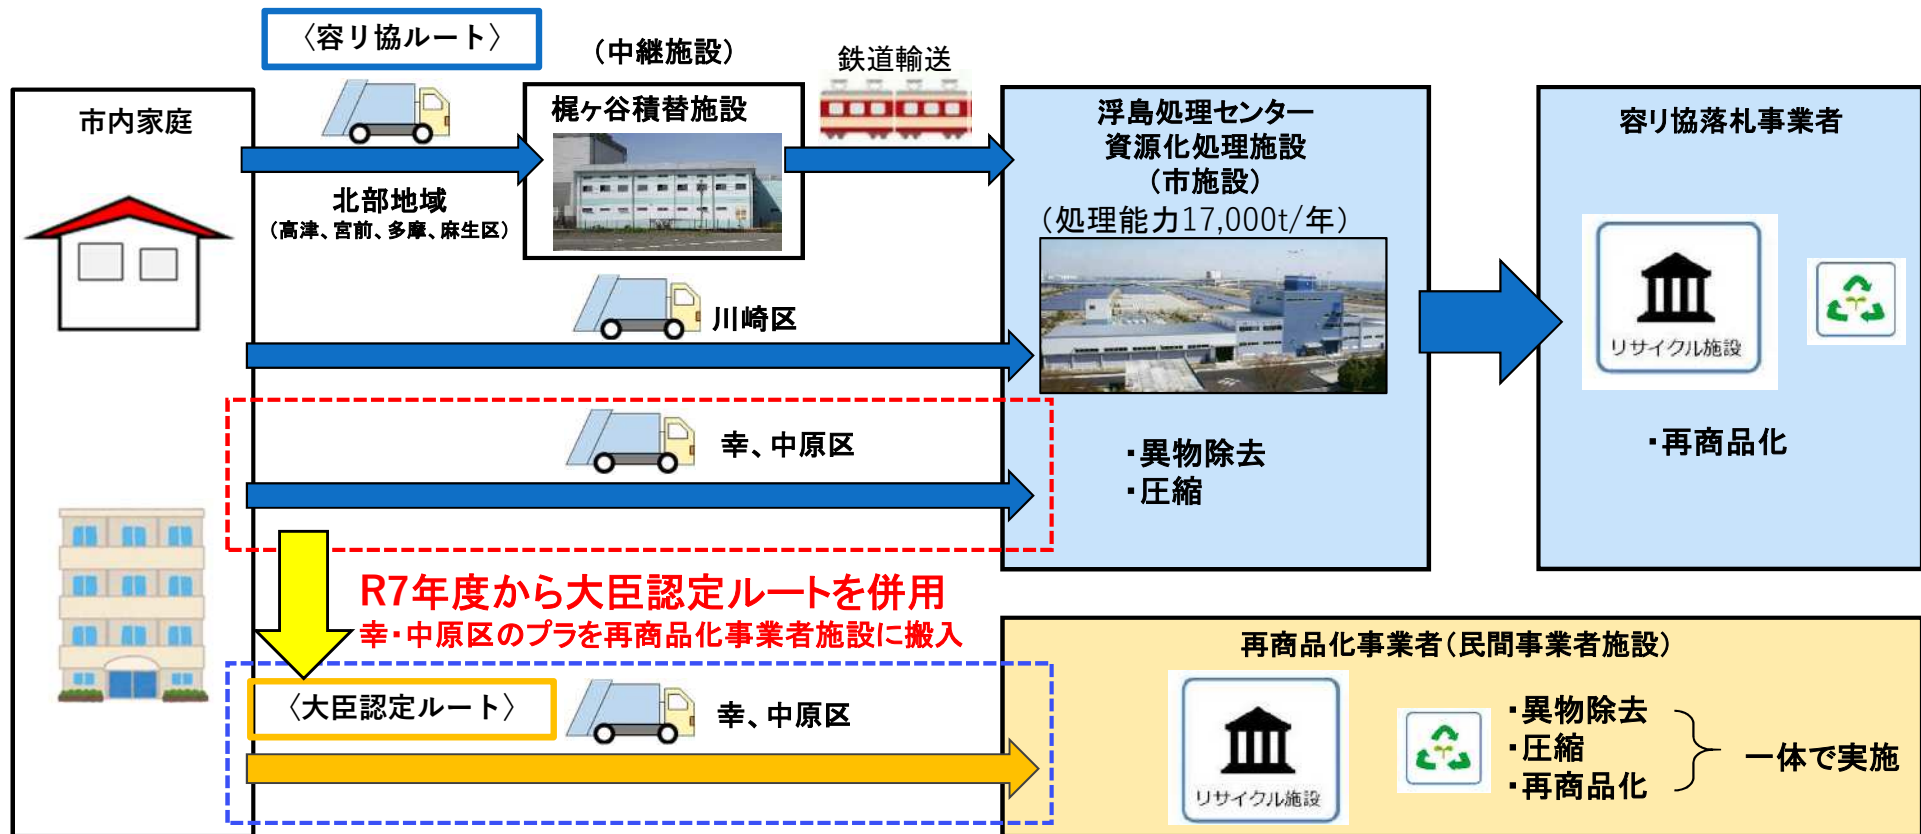 〈容リ協ルート〉
(中継施設)
鉄道輸送
市内家庭
梶ヶ谷積替施設
北部地域
(高津、宮前、多摩、麻生区)
浮島処理センター
資源化処理施設
(市施設)
(処理能力17,000t/年)
容リ協落札事業者
リサイクル施設
川崎区
幸、中原区
・異物除去
・圧縮
・再商品化
R7年度から大臣認定ルートを併用
幸・中原区のプラを再商品化事業者施設に搬入
〈大臣認定ルート〉
幸、中原区
再商品化事業者(民間事業者施設)
リサイクル施設
・異物除去
・圧縮
・再商品化
一体で実施